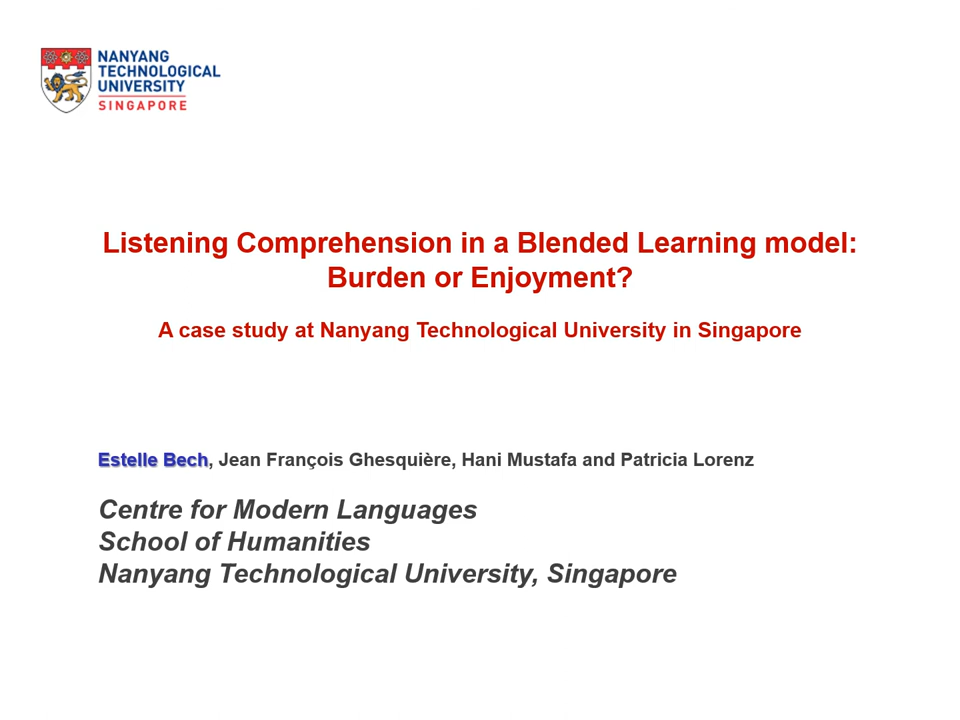 NANYANG
TECHNOLOGICAL
UNIVERSITY
SINGAPORE
Listening Comprehension in a Blended Learning model:
Burden or Enjoyment?
A case study at Nanyang Technological University in Singapore
Estelle Bech, Jean François Ghesquière, Hani Mustafa and Patricia Lorenz
Centre for Modern Languages
School of Humanities
Nanyang Technological University, Singapore